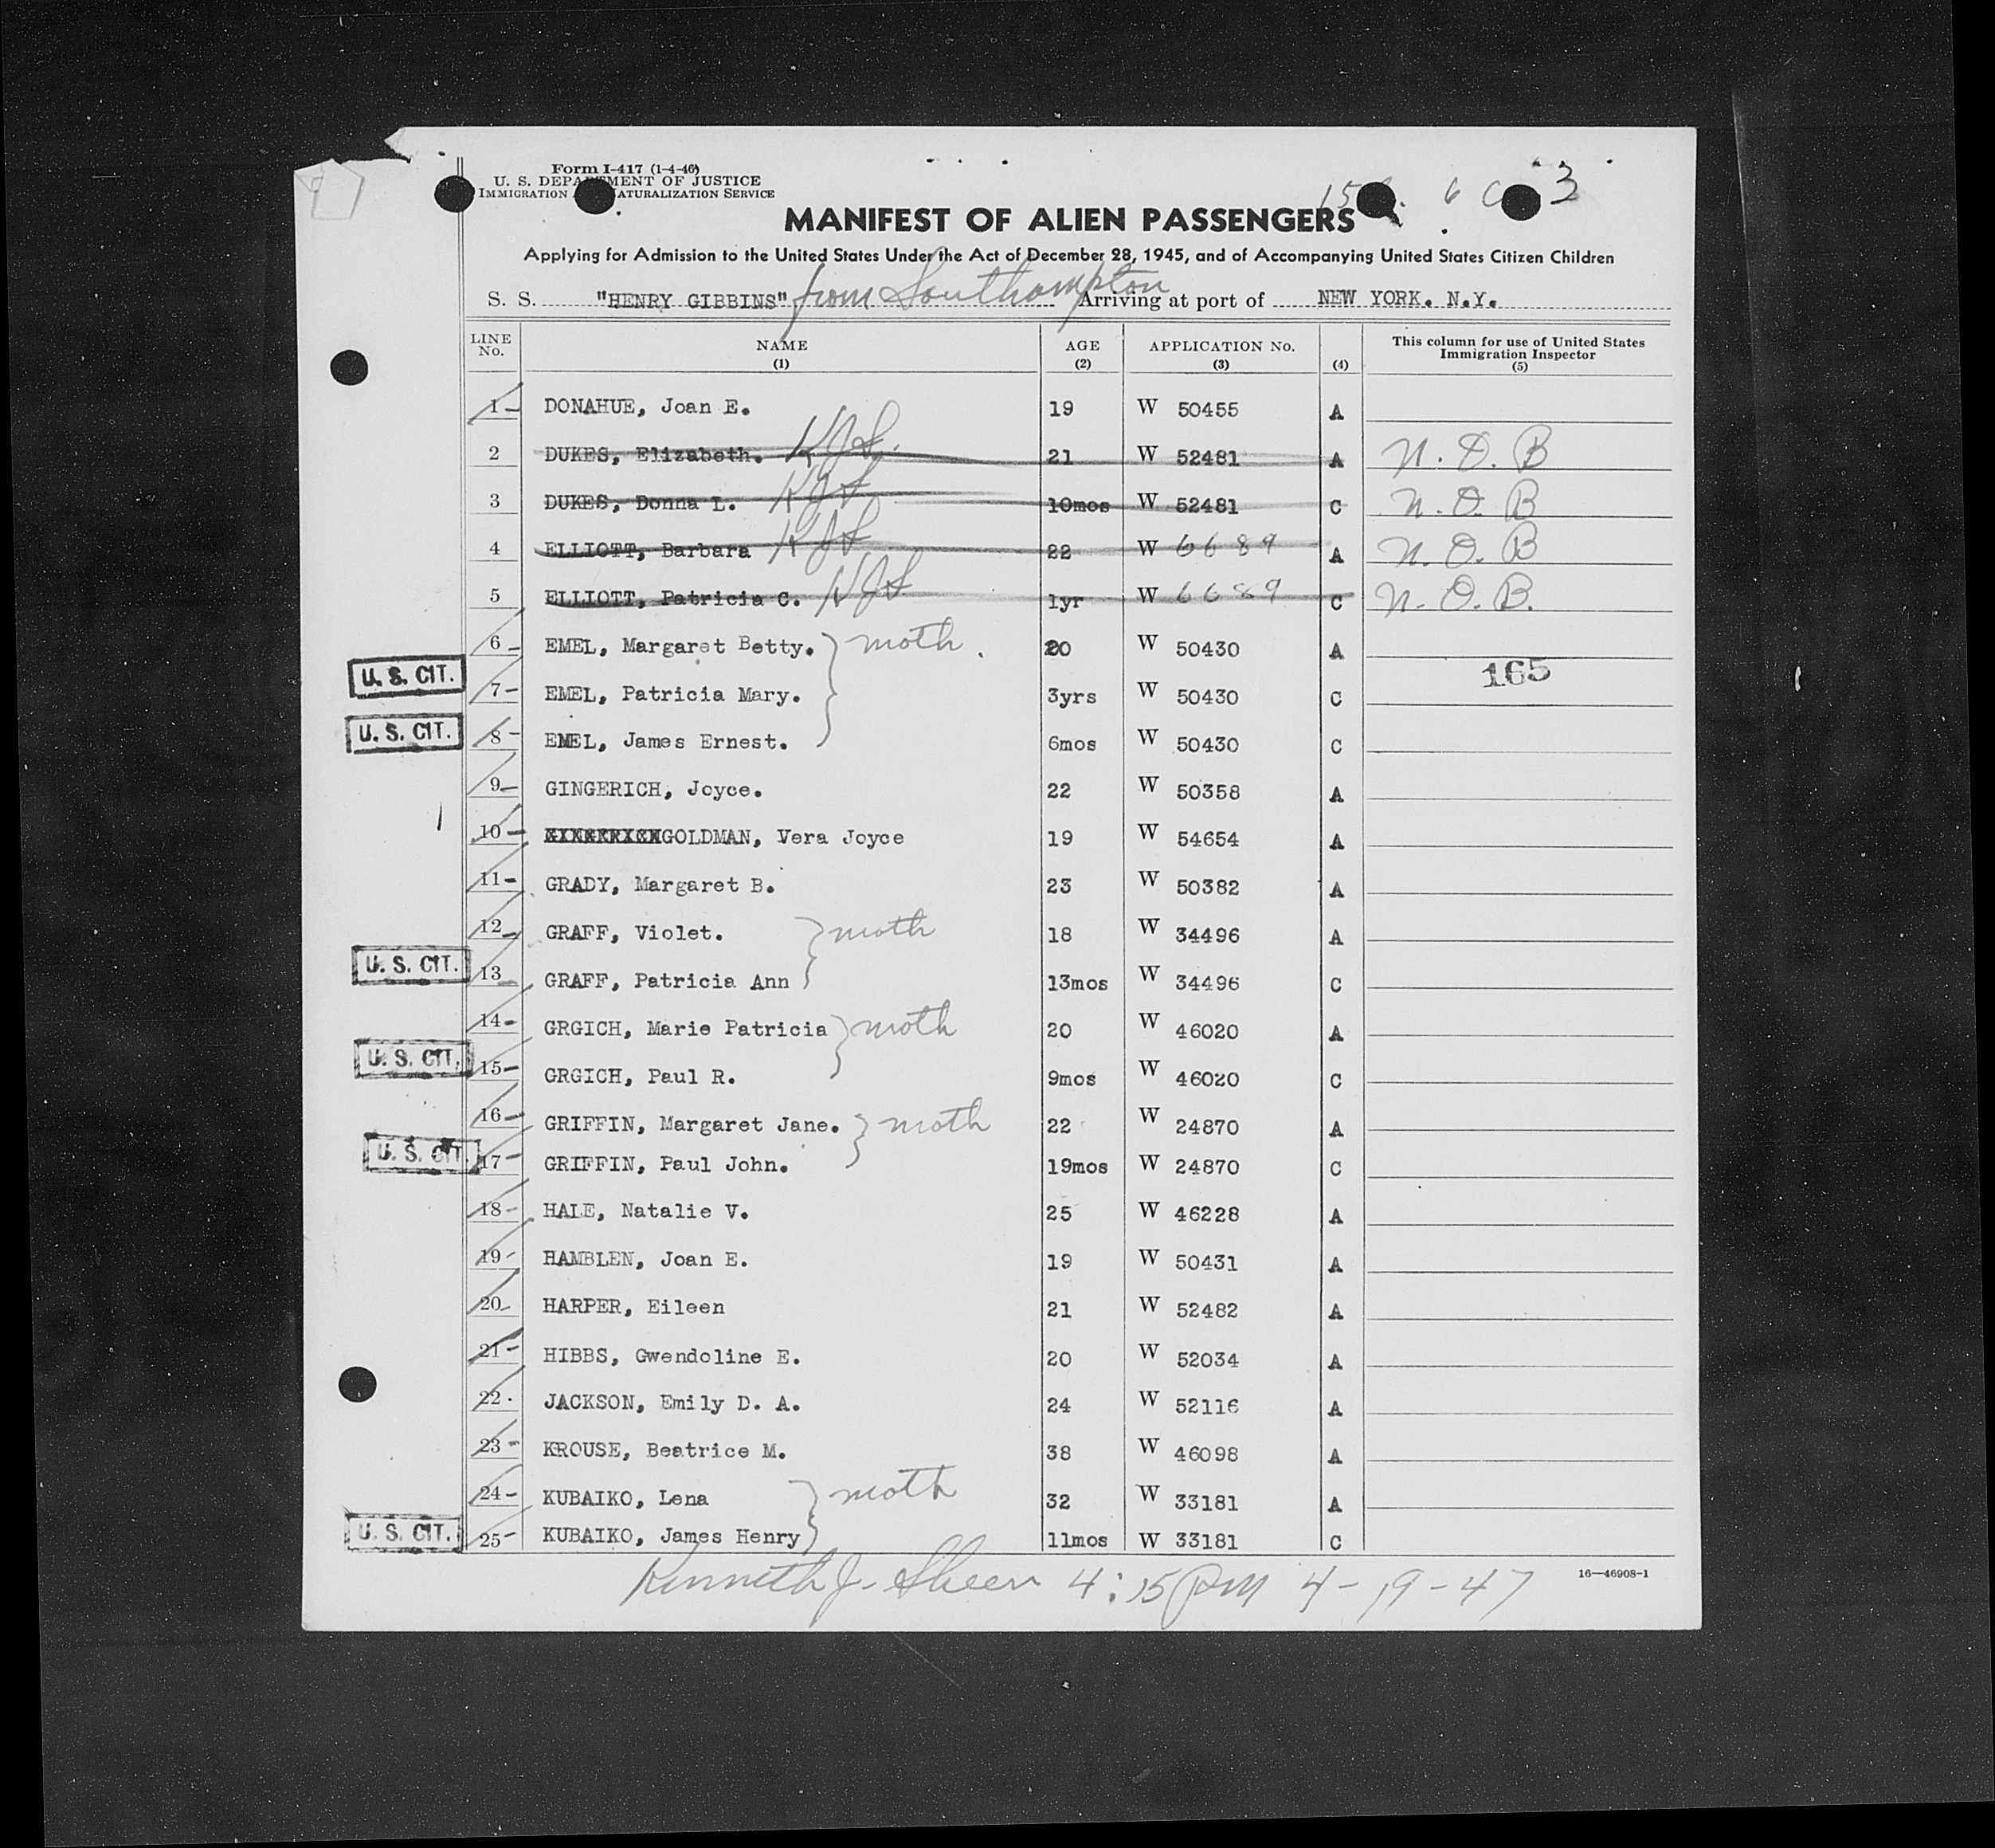 Form I-417 (1-4-46)
U. S. DEPARTMENT OF JUSTICE
IMMIGRATION NATURALIZATION SERVICE
3
MANIFEST OF ALIEN PASSENGERS
Applying for Admission to the United States Under the Act of December 28, 1945, and of Accompanying United States Citizen Children
S. S. "HENRY GIBBINS" from Southampton Arriving at port of NEW YORK. N.Y.
LINE No. NAME (1) AGE (2) APPLICATION No. (3) (4) This column for use of United States Immigration Inspector (5)
1 DONAHUE, Joan E. 19 W 50455 A
2 DUKES, Elizabeth. KJS. 21 W 52481 A N.O.B
3 DUKES, Donna L. KJS 10mos W 52481 C N.O.B
4 ELLIOTT, Barbara KJS 22 W 6689 A N.O.B
5 ELLIOTT, Patricia C. KJS 1yr W 6689 C N.O.B.
6 EMEL, Margaret Betty. moth. 20 W 50430 A
165
U. S. CIT. 7 EMEL, Patricia Mary. 3yrs W 50430 C
U. S. CIT. 8 EMEL, James Ernest. 6mos W 50430 C
9 GINGERICH, Joyce. 22 W 50358 A
10 GOLDMAN, Vera Joyce 19 W 54654 A
11 GRADY, Margaret B. 23 W 50382 A
12 GRAFF, Violet. moth 18 W 34496 A
U. S. CIT. 13 GRAFF, Patricia Ann 13mos W 34496 C
14 GRGICH, Marie Patricia moth 20 W 46020 A
U. S. CIT. 15 GRGICH, Paul R. 9mos W 46020 C
16 GRIFFIN, Margaret Jane. moth 22 W 24870 A
U. S. CIT. 17 GRIFFIN, Paul John. 19mos W 24870 C
18 HALE, Natalie V. 25 W 46228 A
19 HAMBLEN, Joan E. 19 W 50431 A
20 HARPER, Eileen 21 W 52482 A
21 HIBBS, Gwendoline E. 20 W 52034 A
22 JACKSON, Emily D. A. 24 W 52116 A
23 KROUSE, Beatrice M. 38 W 46098 A
24 KUBAIKO, Lena moth 32 W 33181 A
U. S. CIT. 25 KUBAIKO, James Henry 11mos W 33181 C
Kenneth J. Sheen 4:15 PM 4-19-47
16—46908-1